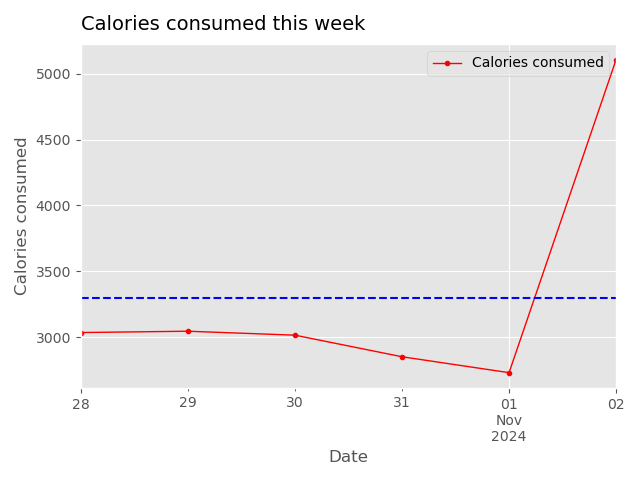 Calories consumed this week
Calories consumed
5000
4500
4000
3500
3000
Calories consumed
28
29
30
31
01
02
Nov
2024
Date